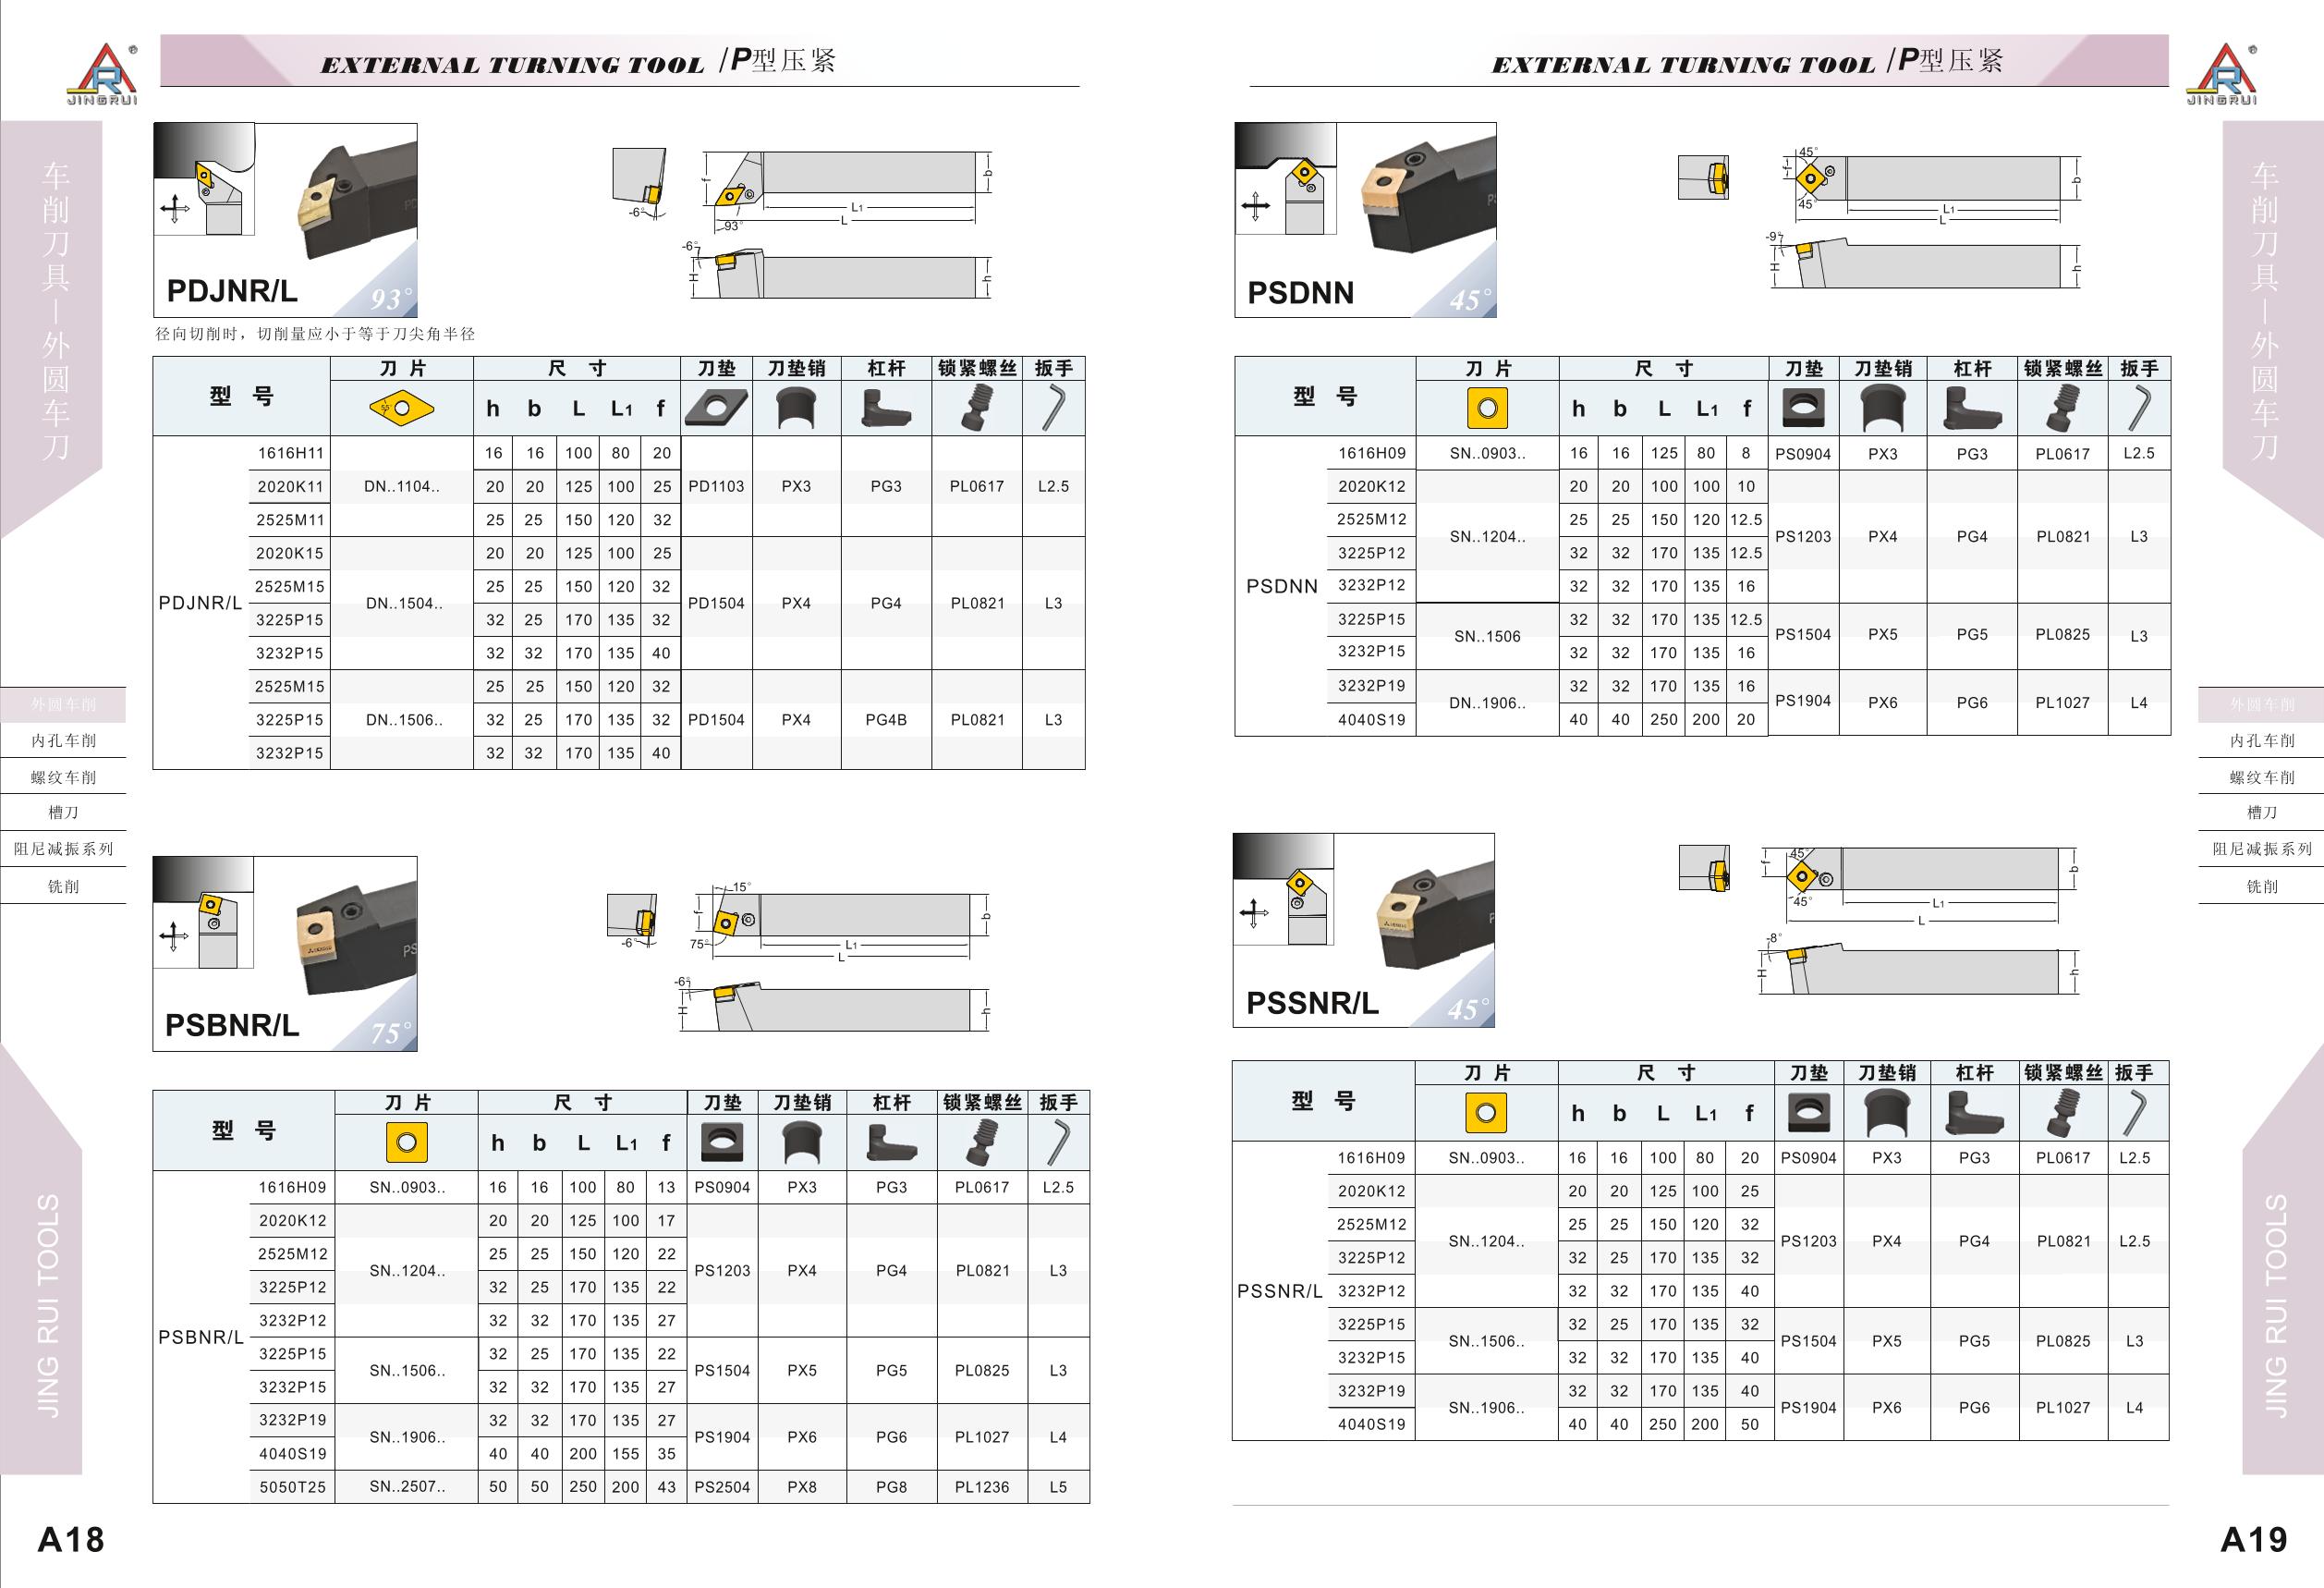 JINGRUI
EXTERNAL TURNING TOOL /P型压紧
车削刀具—外圆车刀
外圆车削
内孔车削
螺纹车削
槽刀
阻尼减振系列
铣削
JING RUI TOOLS
PDJNR/L
93°
-6°
f
93°
L1
L
b
-6°
H
h
径向切削时，切削量应小于等于刀尖角半径
型 号 刀 片 尺 寸 刀垫 刀垫销 杠杆 锁紧螺丝 扳手
55° h b L L1 f
PDJNR/L
1616H11 DN..1104.. 16 16 100 80 20 PD1103 PX3 PG3 PL0617 L2.5
2020K11 20 20 125 100 25
2525M11 25 25 150 120 32
2020K15 DN..1504.. 20 20 125 100 25 PD1504 PX4 PG4 PL0821 L3
2525M15 25 25 150 120 32
3225P15 32 25 170 135 32
3232P15 32 32 170 135 40
2525M15 DN..1506.. 25 25 150 120 32 PD1504 PX4 PG4B PL0821 L3
3225P15 32 25 170 135 32
3232P15 32 32 170 135 40
PSBNR/L
75°
-6°
15°
f
75°
L1
L
b
-6°
H
h
型 号 刀 片 尺 寸 刀垫 刀垫销 杠杆 锁紧螺丝 扳手
h b L L1 f
PSBNR/L
1616H09 SN..0903.. 16 16 100 80 13 PS0904 PX3 PG3 PL0617 L2.5
2020K12 SN..1204.. 20 20 125 100 17 PS1203 PX4 PG4 PL0821 L3
2525M12 25 25 150 120 22
3225P12 32 25 170 135 22
3232P12 32 32 170 135 27
3225P15 SN..1506.. 32 25 170 135 22 PS1504 PX5 PG5 PL0825 L3
3232P15 32 32 170 135 27
3232P19 SN..1906.. 32 32 170 135 27 PS1904 PX6 PG6 PL1027 L4
4040S19 40 40 200 155 35
5050T25 SN..2507.. 50 50 250 200 43 PS2504 PX8 PG8 PL1236 L5
A18
EXTERNAL TURNING TOOL /P型压紧
JINGRUI
PSDNN
45°
45°
f
45°
L1
L
b
-9°
H
h
型 号 刀 片 尺 寸 刀垫 刀垫销 杠杆 锁紧螺丝 扳手
h b L L1 f
PSDNN
1616H09 SN..0903.. 16 16 125 80 8 PS0904 PX3 PG3 PL0617 L2.5
2020K12 SN..1204.. 20 20 100 100 10 PS1203 PX4 PG4 PL0821 L3
2525M12 25 25 150 120 12.5
3225P12 32 32 170 135 12.5
3232P12 32 32 170 135 16
3225P15 SN..1506 32 32 170 135 12.5 PS1504 PX5 PG5 PL0825 L3
3232P15 32 32 170 135 16
3232P19 DN..1906.. 32 32 170 135 16 PS1904 PX6 PG6 PL1027 L4
4040S19 40 40 250 200 20
PSSNR/L
45°
45°
f
45°
L1
L
b
-8°
H
h
型 号 刀 片 尺 寸 刀垫 刀垫销 杠杆 锁紧螺丝 扳手
h b L L1 f
PSSNR/L
1616H09 SN..0903.. 16 16 100 80 20 PS0904 PX3 PG3 PL0617 L2.5
2020K12 SN..1204.. 20 20 125 100 25 PS1203 PX4 PG4 PL0821 L2.5
2525M12 25 25 150 120 32
3225P12 32 25 170 135 32
3232P12 32 32 170 135 40
3225P15 SN..1506.. 32 25 170 135 32 PS1504 PX5 PG5 PL0825 L3
3232P15 32 32 170 135 40
3232P19 SN..1906.. 32 32 170 135 40 PS1904 PX6 PG6 PL1027 L4
4040S19 40 40 250 200 50
车削刀具—外圆车刀
外圆车削
内孔车削
螺纹车削
槽刀
阻尼减振系列
铣削
JING RUI TOOLS
A19